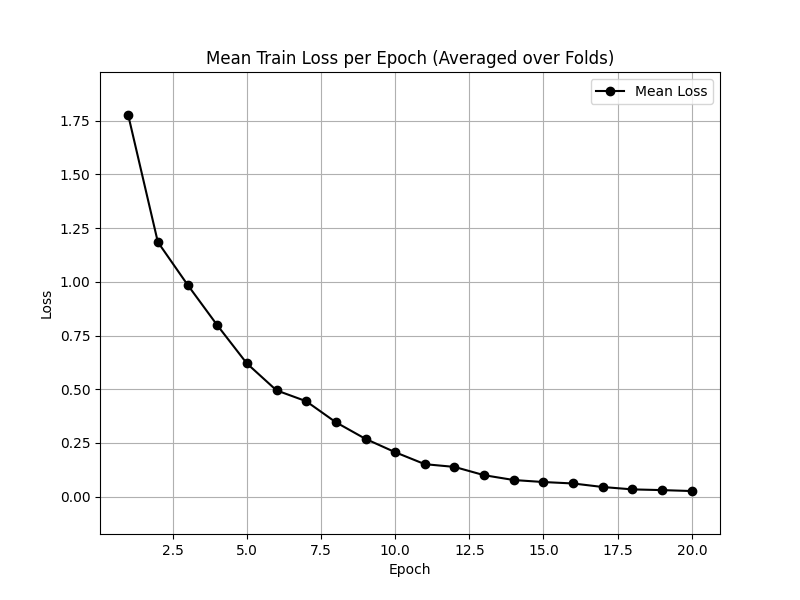 Mean Train Loss per Epoch (Averaged over Folds)
Mean Loss
Loss
1.75
1.50
1.25
1.00
0.75
0.50
0.25
0.00
2.5 5.0 7.5 10.0 12.5 15.0 17.5 20.0
Epoch